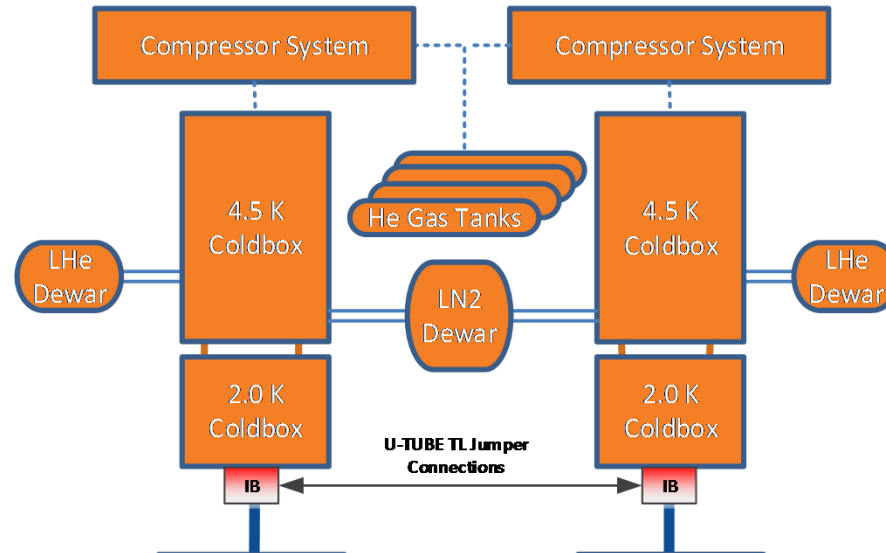 Compressor System
Compressor System
4.5 K
Coldbox
He Gas Tanks
4.5 K
Coldbox
LHe
Dewar
LN2
Dewar
LHe
Dewar
2.0 K
Coldbox
2.0 K
Coldbox
U-TUBE TL Jumper
Connections
IB
IB